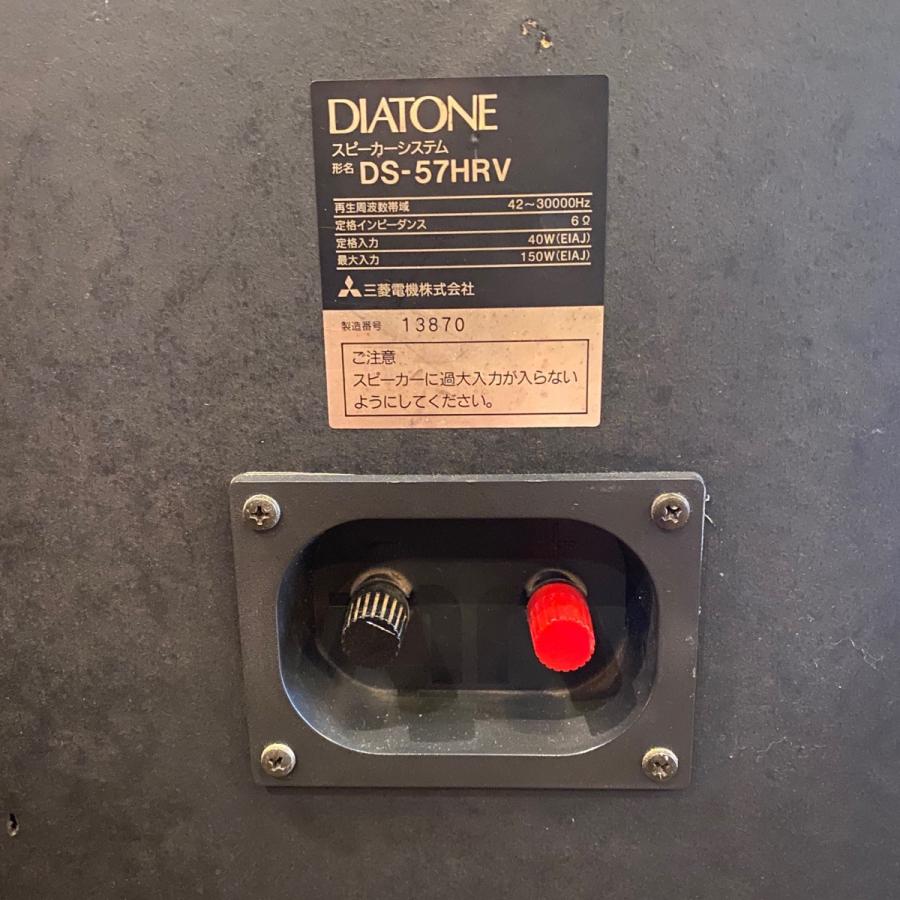 DIATONE
スピーカーシステム
形名 DS-57HRV
再生周波数帯域 42～30000Hz
定格インピーダンス 6Ω
定格入力 40W(EIAJ)
最大入力 150W(EIAJ)
三菱電機株式会社
製造番号 13870
ご注意
スピーカーに過大入力が入らない
ようにしてください。